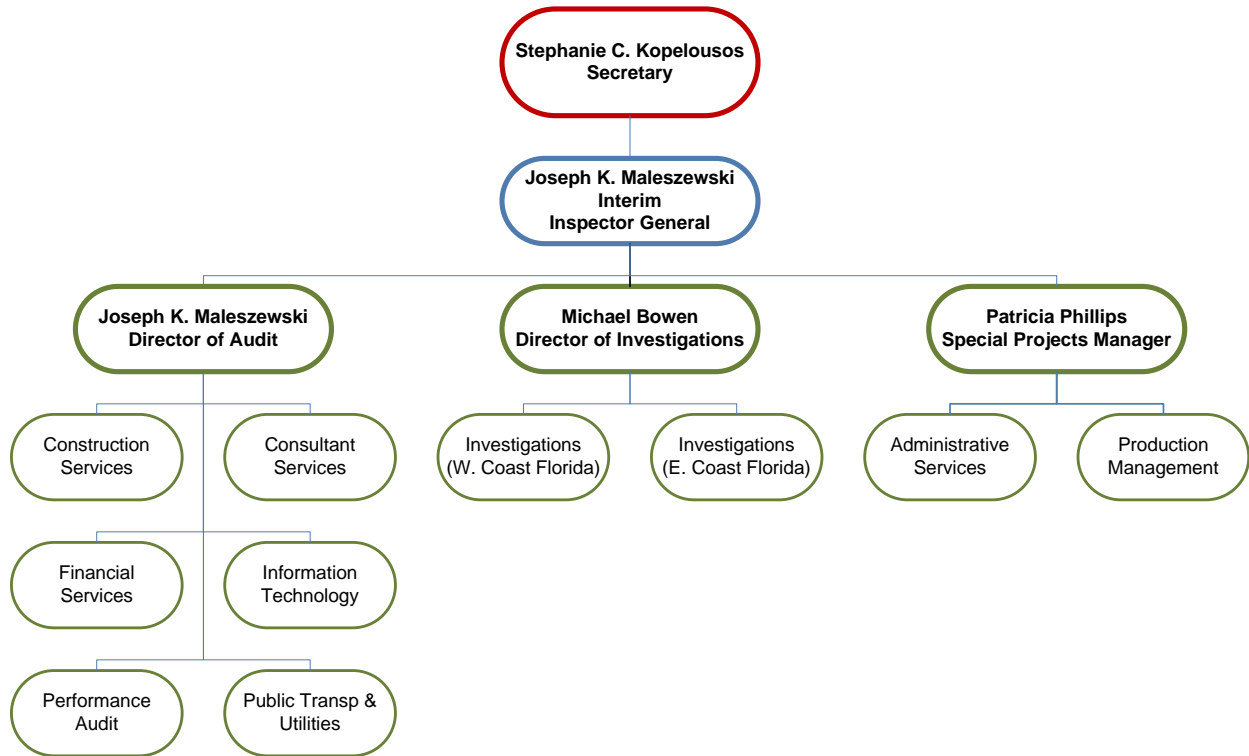 Stephanie C. Kopelousos
Secretary
Joseph K. Maleszewski
Interim
Inspector General
Joseph K. Maleszewski
Director of Audit
Michael Bowen
Director of Investigations
Patricia Phillips
Special Projects Manager
Construction
Services
Consultant
Services
Investigations
(W. Coast Florida)
Investigations
(E. Coast Florida)
Administrative
Services
Production
Management
Financial
Services
Information
Technology
Performance
Audit
Public Transp &
Utilities